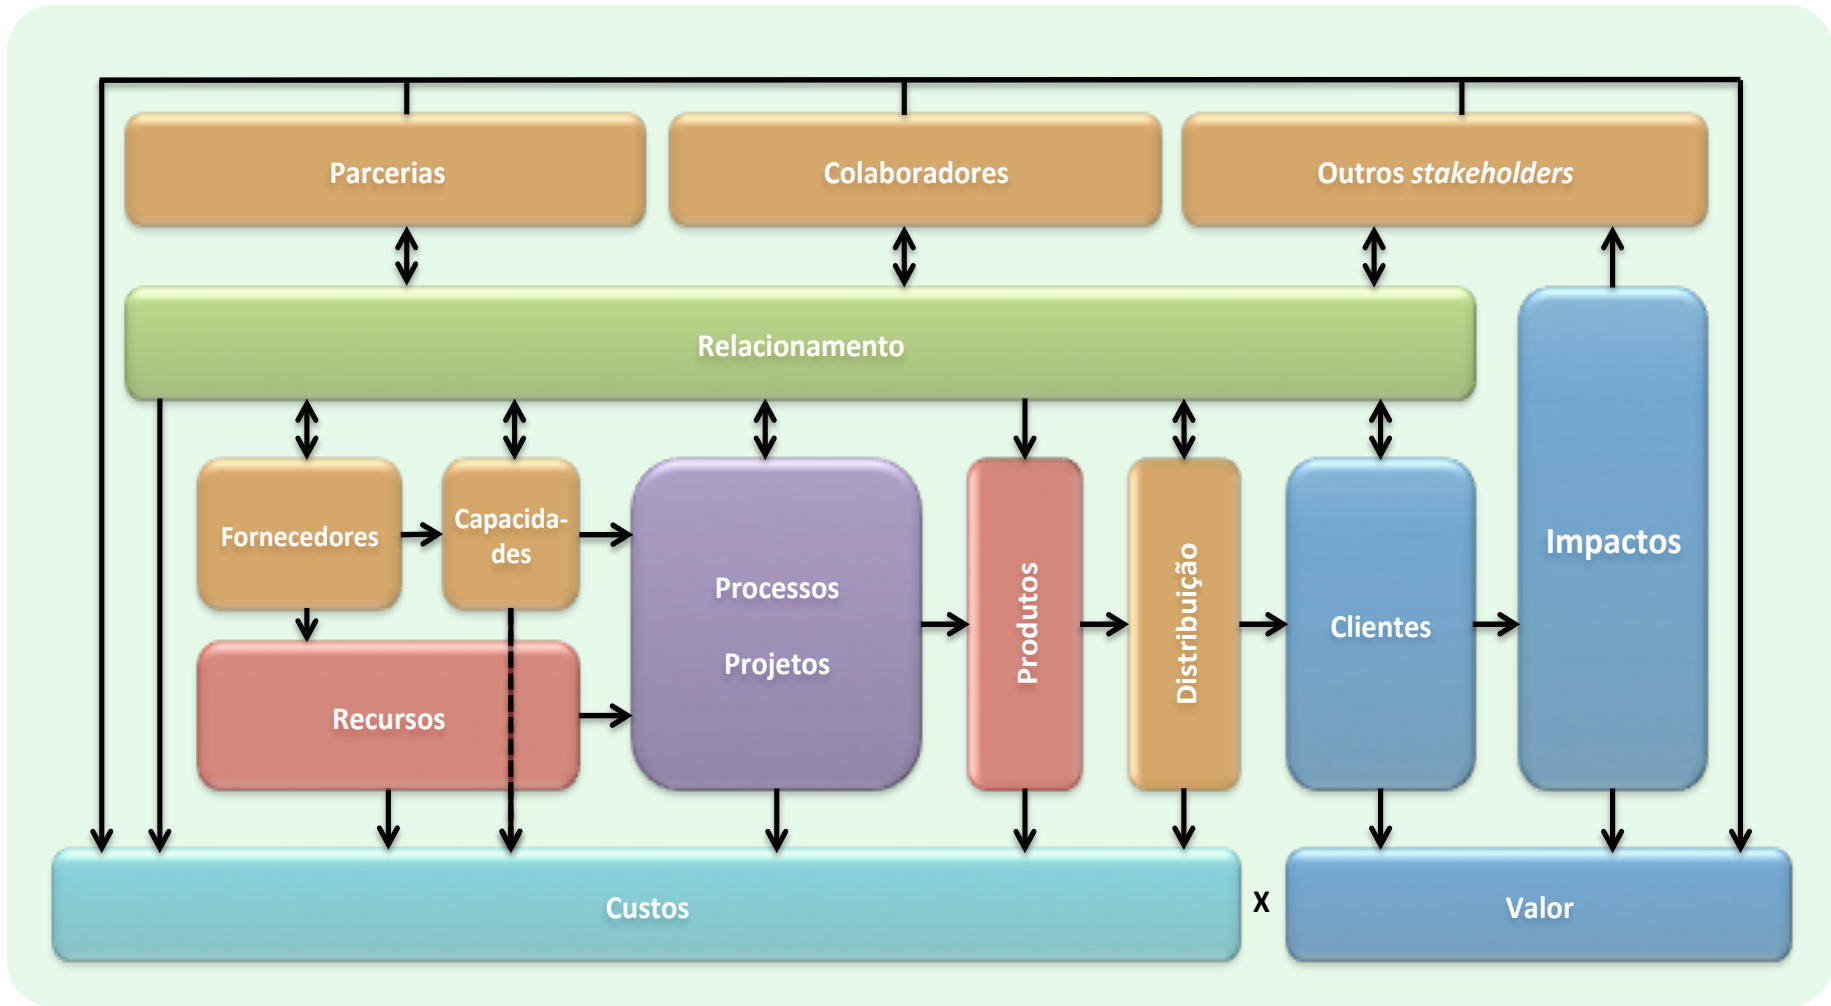 Parcerias
Colaboradores
Outros stakeholders
Relacionamento
Fornecedores
Capacida-
des
Processos
Projetos
Recursos
Produtos
Distribuição
Clientes
Impactos
Custos
X
Valor